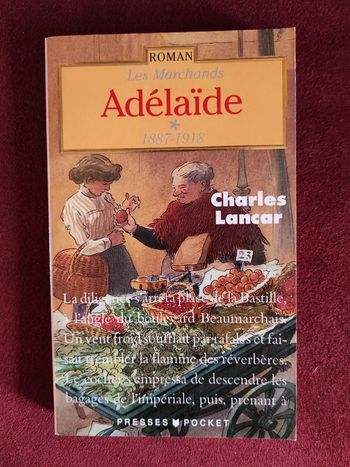 ROMAN
Les Marchands
Adélaïde
*
1887-1918
Charles
Lancar
La diligence s'arrêta place de la Bastille,
à l'angle du boulevard Beaumarchais.
Un vent froid soufflait par rafales et fai-
sait trembler la flamme des réverbères.
Le cocher s'empressa de descendre les
bagages de l'impériale, puis, prenant à
PRESSES POCKET